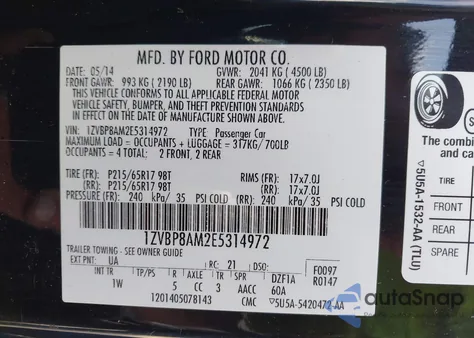 MFD. BY FORD MOTOR CO.
DATE: 05/14 GVWR: 2041 KG (4500 LB)
FRONT GAWR: 993 KG (2190 LB) REAR GAWR: 1066 KG (2350 LB)
THIS VEHICLE CONFORMS TO ALL APPLICABLE FEDERAL MOTOR
VEHICLE SAFETY, BUMPER, AND THEFT PREVENTION STANDARDS
IN EFFECT ON THE DATE OF MANUFACTURE SHOWN ABOVE.
VIN: 1ZVBP8AM2E5314972 TYPE: Passenger Car
MAXIMUM LOAD = OCCUPANTS + LUGGAGE = 317KG/700LB
OCCUPANTS = 4 TOTAL: 2 FRONT, 2 REAR
TIRE (FR): P215/65R17 98T RIMS (FR): 17x7.0J
TIRE (RR): P215/65R17 98T (RR): 17x7.0J
PRESSURE (FR): 240 kPa/ 35 PSI COLD (RR): 240 kPa/ 35 PSI COLD
1ZVBP8AM2E5314972
TRAILER TOWING - SEE OWNER GUIDE
EXT PNT: UA RC: 21 DSO: F0097
INT TR TP/PS R AXLE TR SPR DZF1A R0147
1W 5 CC 3 AACC 60A
1201405078143 CMC ▽5U5A-5420472-AA
▽5U5A-1532-AA (TLU)
The combin
TIRE
FRONT
REAR
SPARE
autoSnap